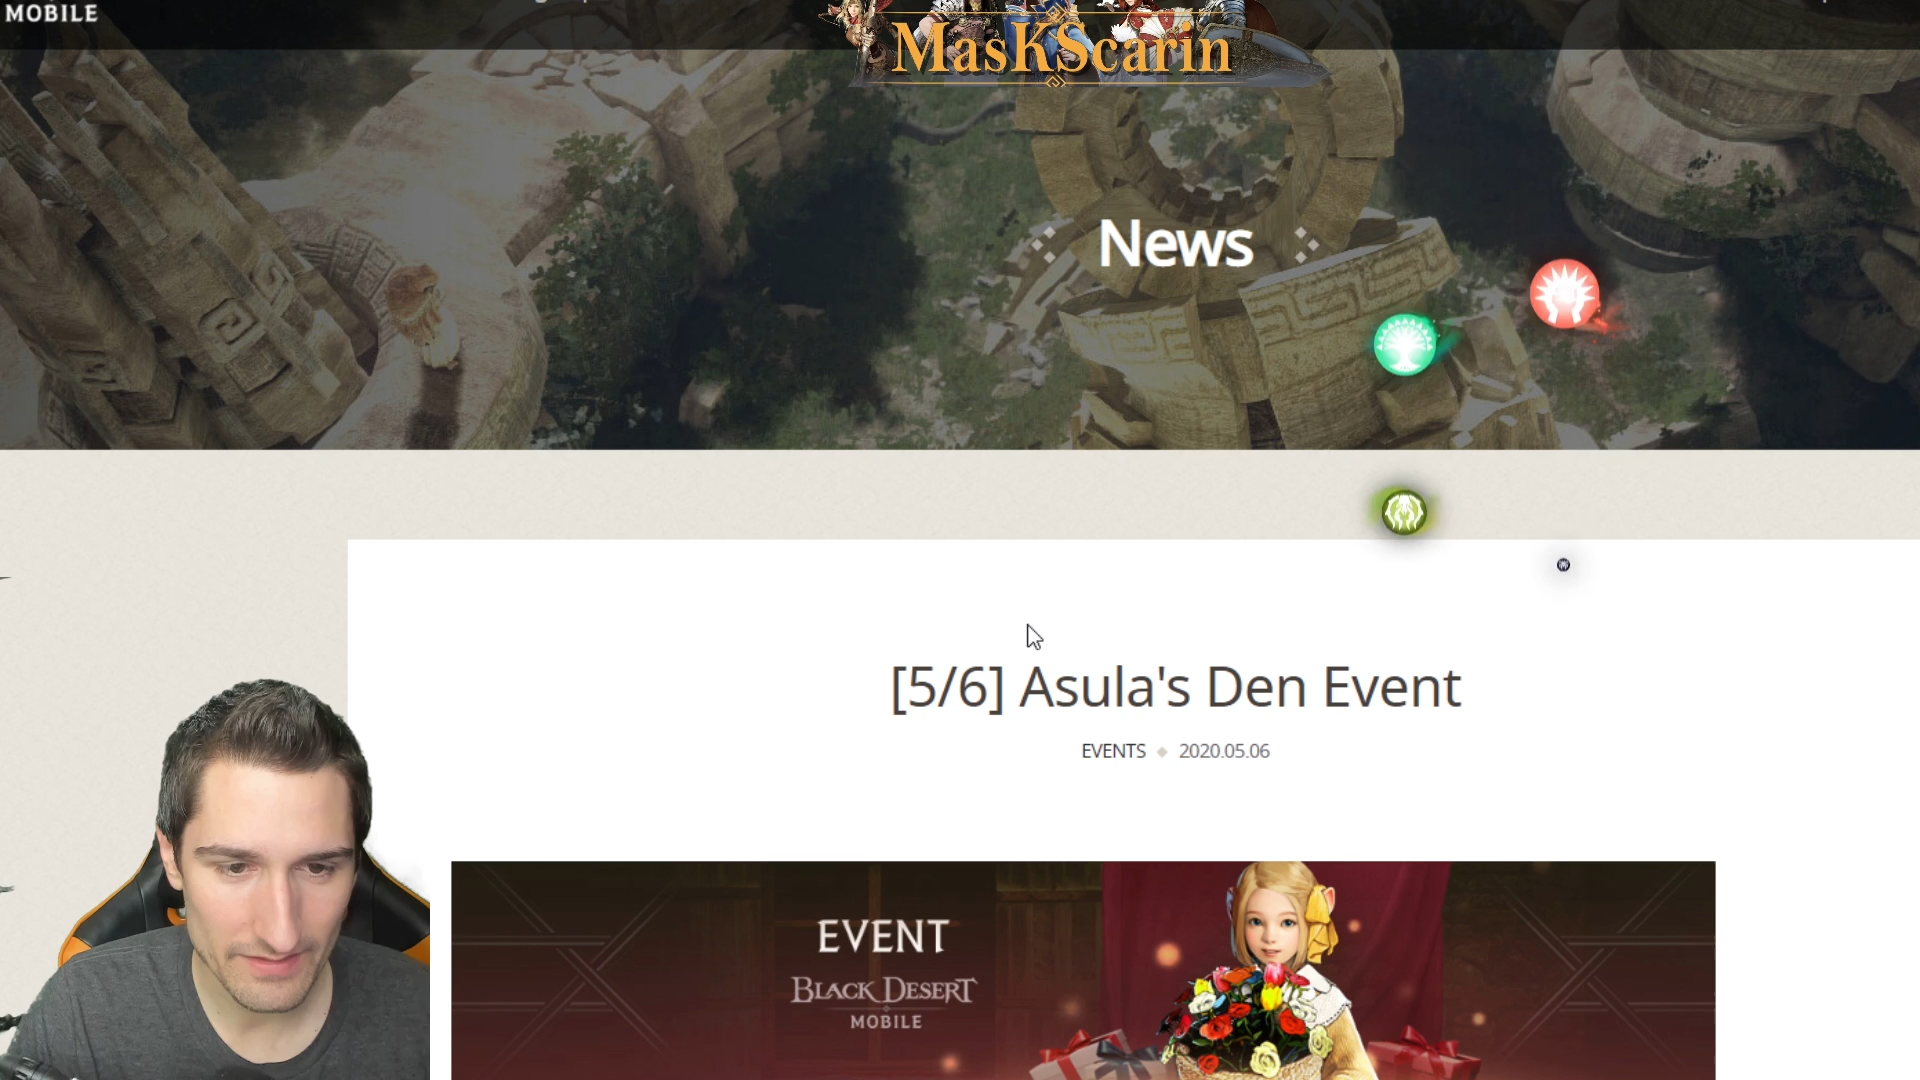 MOBILE
MasKScarin
News
[5/6] Asula's Den Event
EVENTS ◆ 2020.05.06
EVENT
BLACK DESERT
MOBILE